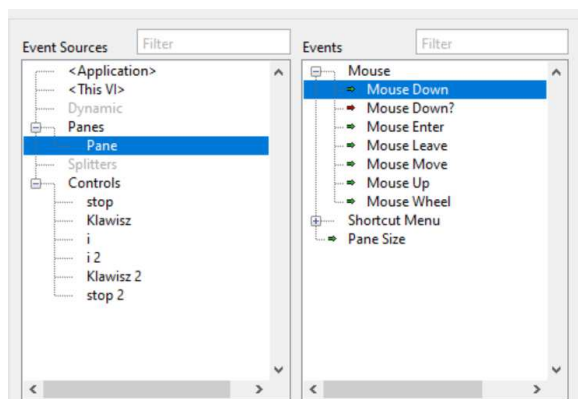 Event Sources
Filter
<Application>
<This VI>
Dynamic
Panes
Pane
Splitters
Controls
stop
Klawisz
i
i 2
Klawisz 2
stop 2
Events
Filter
Mouse
Mouse Down
Mouse Down?
Mouse Enter
Mouse Leave
Mouse Move
Mouse Up
Mouse Wheel
Shortcut Menu
Pane Size